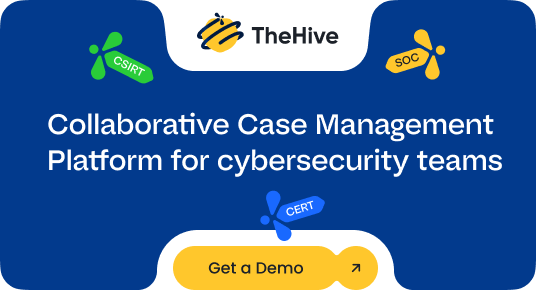 TheHive
CSIRT
SOC
Collaborative Case Management
Platform for cybersecurity teams
CERT
Get a Demo